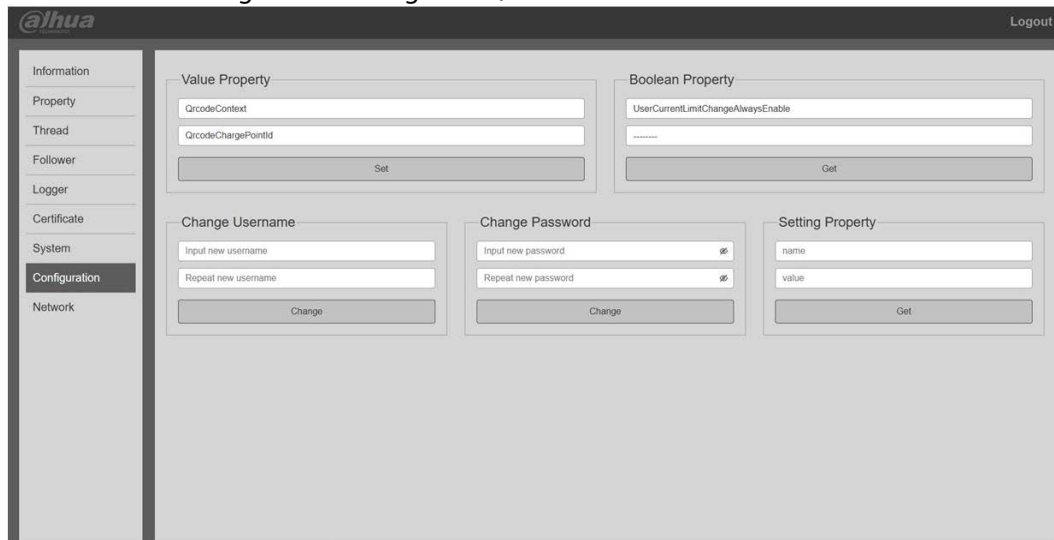 alhua
TECHNOLOGY
Logout
Information
Property
Thread
Follower
Logger
Certificate
System
Configuration
Network
Value Property
QrcodeContext
QrcodeChargePointId
Set
Boolean Property
UserCurrentLimitChangeAlwaysEnable
--------
Get
Change Username
Input new username
Repeat new username
Change
Change Password
Input new password
Repeat new password
Change
Setting Property
name
value
Get